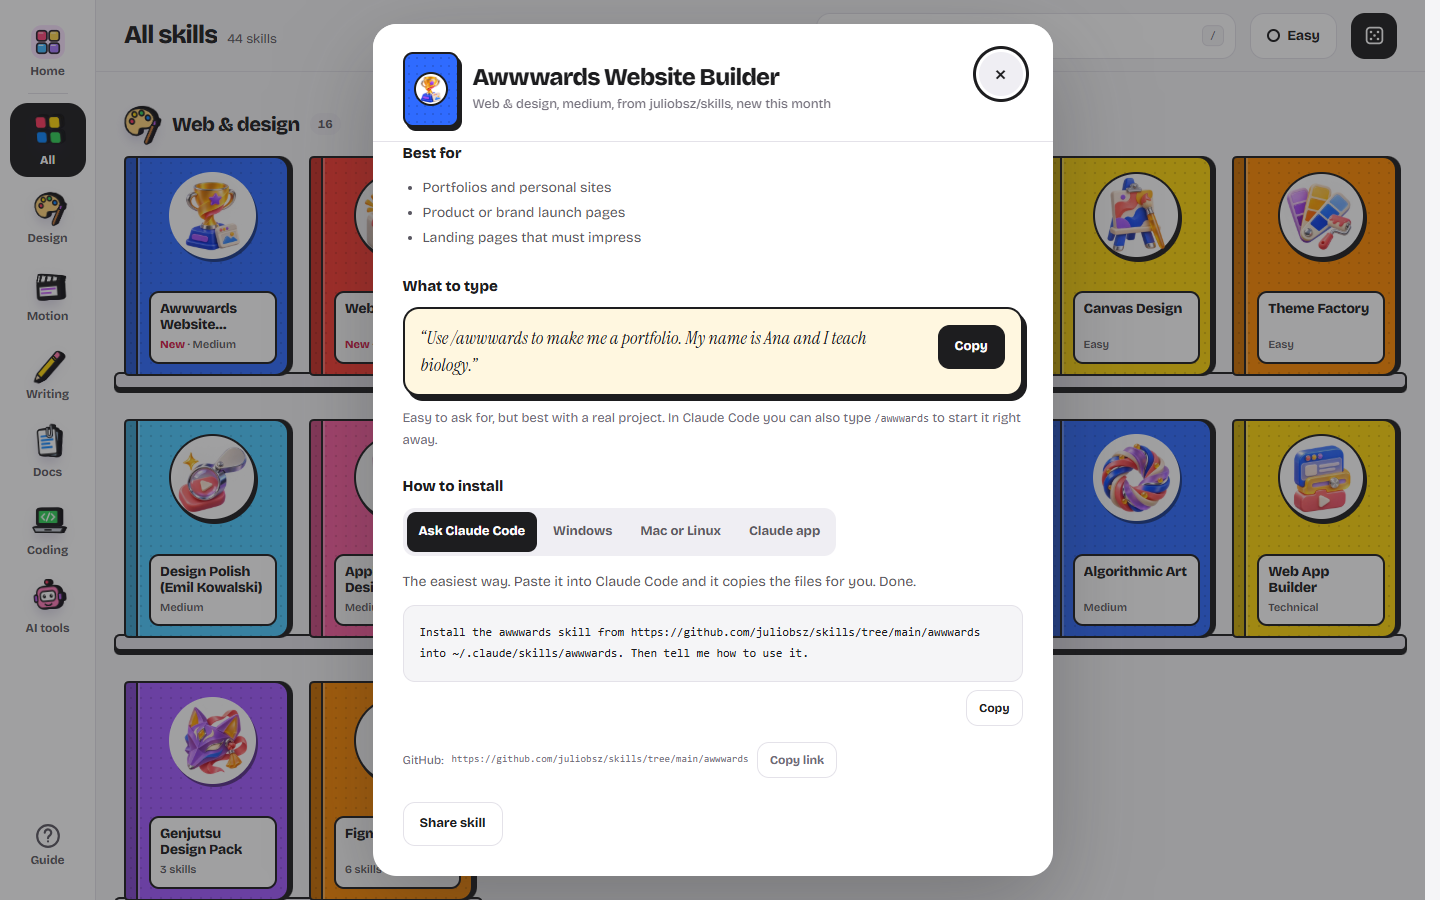 Home
All
Design
Motion
Writing
Docs
Coding
AI tools
Guide
All skills 44 skills
/
Easy
Web & design 16
Awwwards
Website...
New · Medium
Web
New
Canvas Design
Easy
Theme Factory
Easy
Design Polish
(Emil Kowalski)
Medium
App
Desi
Medi
Algorithmic Art
Medium
Web App
Builder
Technical
Genjutsu
Design Pack
3 skills
Fign
6 skills
Awwwards Website Builder
Web & design, medium, from juliobsz/skills, new this month
×
Best for
• Portfolios and personal sites
• Product or brand launch pages
• Landing pages that must impress
What to type
“Use /awwwards to make me a portfolio. My name is Ana and I teach
biology.”
Copy
Easy to ask for, but best with a real project. In Claude Code you can also type /awwwards to start it right
away.
How to install
Ask Claude Code Windows Mac or Linux Claude app
The easiest way. Paste it into Claude Code and it copies the files for you. Done.
Install the awwwards skill from https://github.com/juliobsz/skills/tree/main/awwwards
into ~/.claude/skills/awwwards. Then tell me how to use it.
Copy
GitHub: https://github.com/juliobsz/skills/tree/main/awwwards Copy link
Share skill